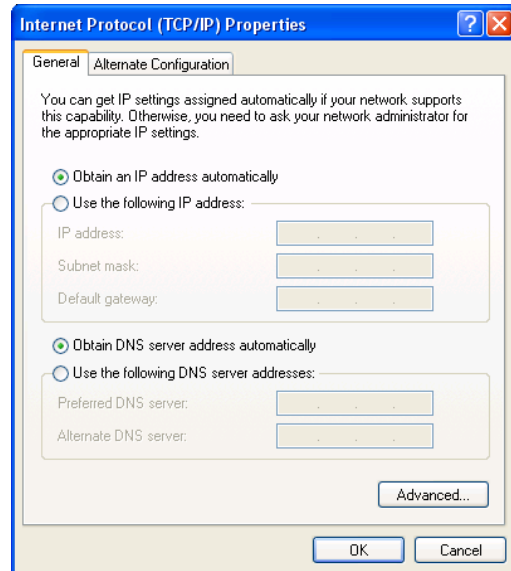 Internet Protocol (TCP/IP) Properties
General
Alternate Configuration
You can get IP settings assigned automatically if your network supports
this capability. Otherwise, you need to ask your network administrator for
the appropriate IP settings.
Obtain an IP address automatically
Use the following IP address:
IP address:
Subnet mask:
Default gateway:
Obtain DNS server address automatically
Use the following DNS server addresses:
Preferred DNS server:
Alternate DNS server:
Advanced...
OK
Cancel